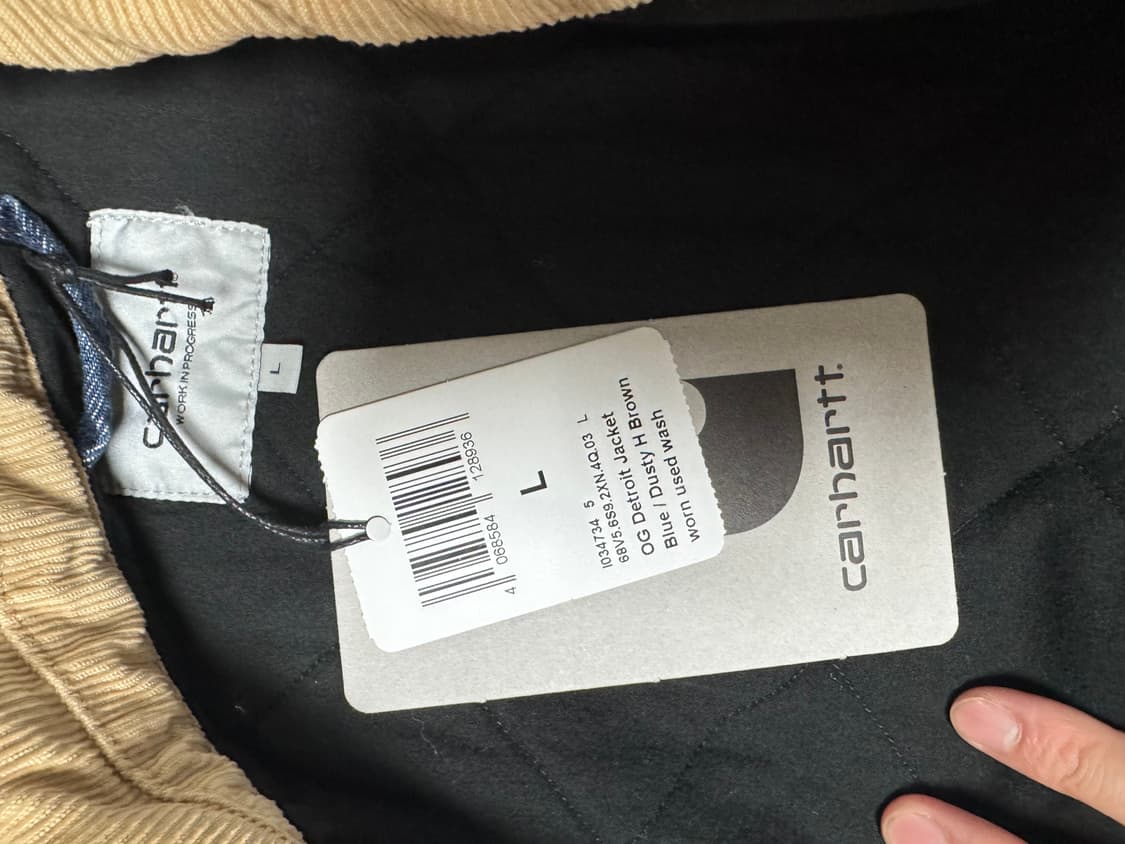 carhartt
WORK IN PROGRESS
L
4 068584 128936
L
1034734 5
68V5.6S9.2XN.4Q.03 L
OG Detroit Jacket
Blue / Dusty H Brown
worn used wash
carhartt.